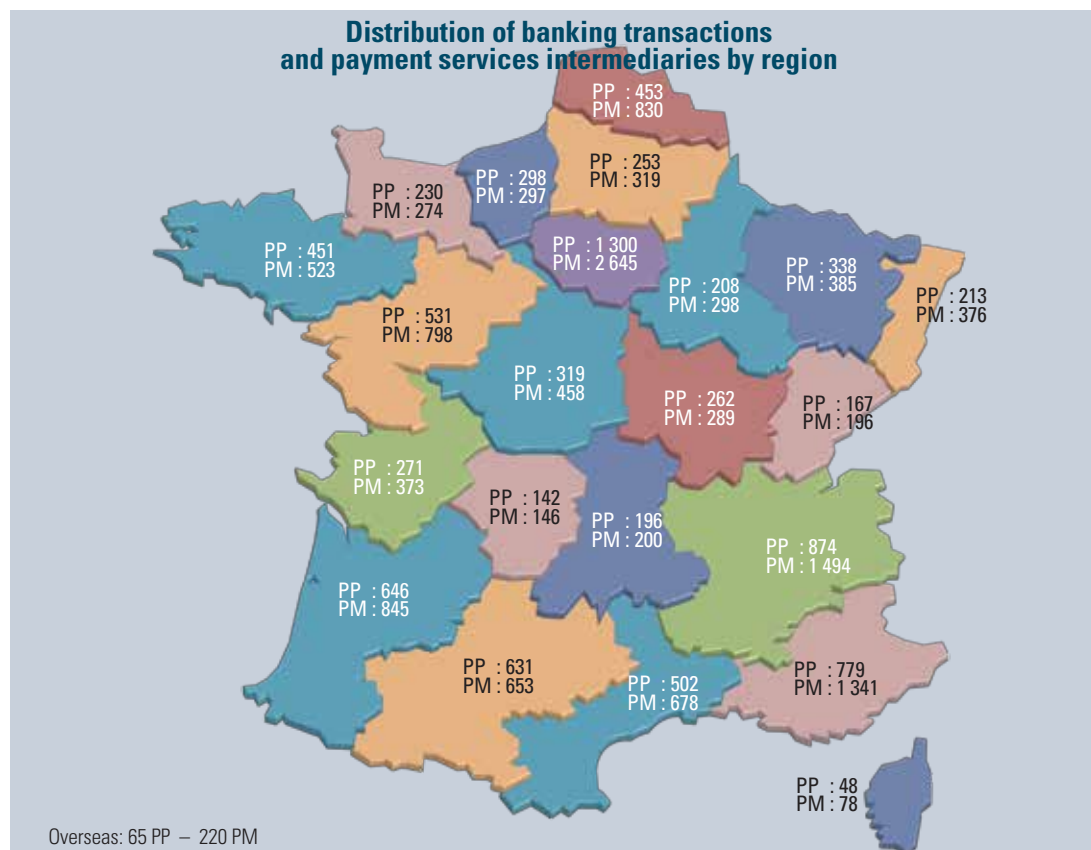 Distribution of banking transactions
and payment services intermediaries by region
PP : 453
PM : 830
PP : 253
PM : 319
PP : 298
PM : 297
PP : 230
PM : 274
PP : 451
PM : 523
PP : 1 300
PM : 2 645
PP : 338
PM : 385
PP : 208
PM : 298
PP : 213
PM : 376
PP : 531
PM : 798
PP : 319
PM : 458
PP : 262
PM : 289
PP : 167
PM : 196
PP : 271
PM : 373
PP : 142
PM : 146
PP : 196
PM : 200
PP : 874
PM : 1 494
PP : 646
PM : 845
PP : 631
PM : 653
PP : 502
PM : 678
PP : 779
PM : 1 341
PP : 48
PM : 78
Overseas: 65 PP – 220 PM